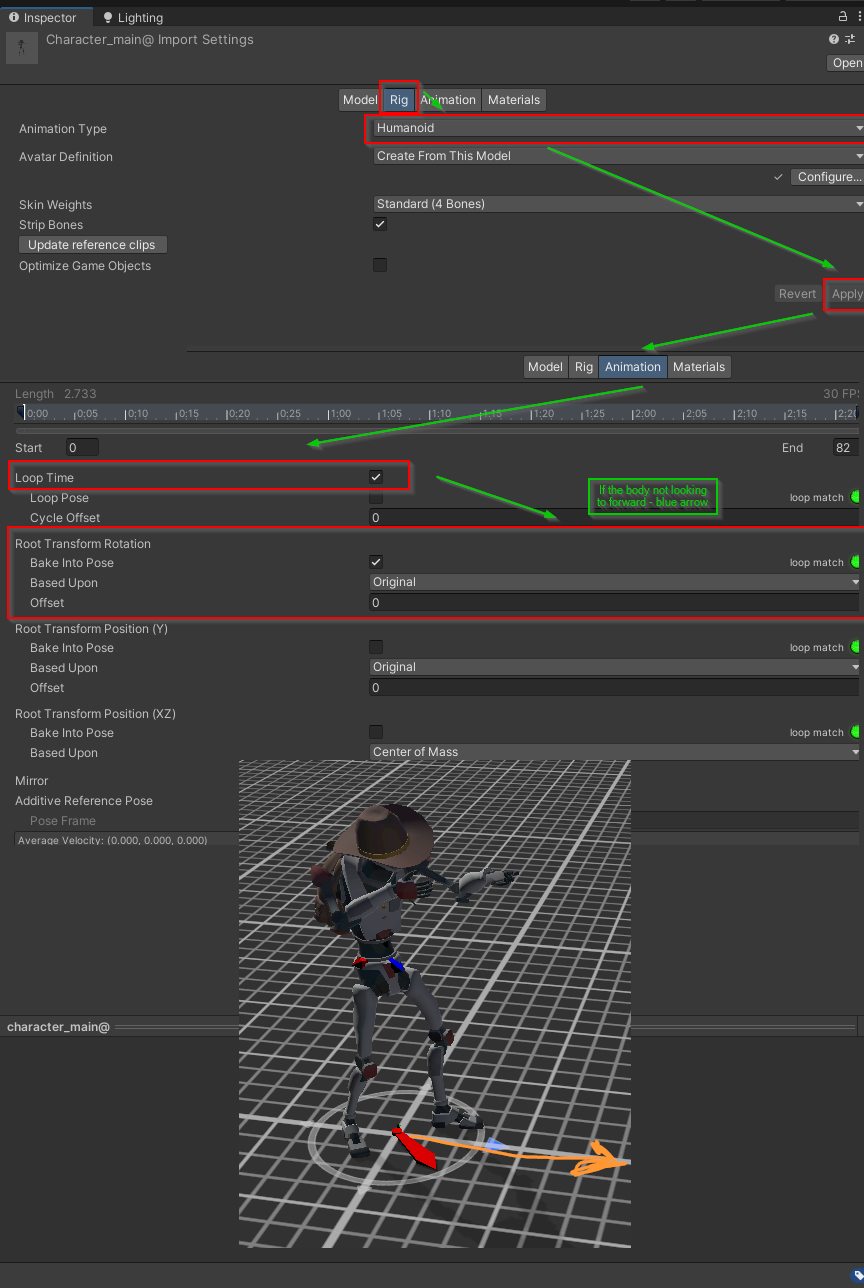 Inspector
Lighting
Character_main@ Import Settings
Open
Model Rig Animation Materials
Animation Type Humanoid
Avatar Definition Create From This Model
Configure...
Skin Weights Standard (4 Bones)
Strip Bones
Update reference clips
Optimize Game Objects
Revert Apply
Model Rig Animation Materials
Length 2.733 30 FPS
0:00 0:05 0:10 0:15 0:20 0:25 1:00 1:05 1:10 1:15 1:20 1:25 2:00 2:05 2:10 2:15 2:20
Start 0 End 82
Loop Time
If the body not looking
to forward - blue arrow
Loop Pose loop match
Cycle Offset 0
Root Transform Rotation
Bake Into Pose loop match
Based Upon Original
Offset 0
Root Transform Position (Y)
Bake Into Pose loop match
Based Upon Original
Offset 0
Root Transform Position (XZ)
Bake Into Pose loop match
Based Upon Center of Mass
Mirror
Additive Reference Pose
Pose Frame
Average Velocity: (0.000, 0.000, 0.000)
character_main@